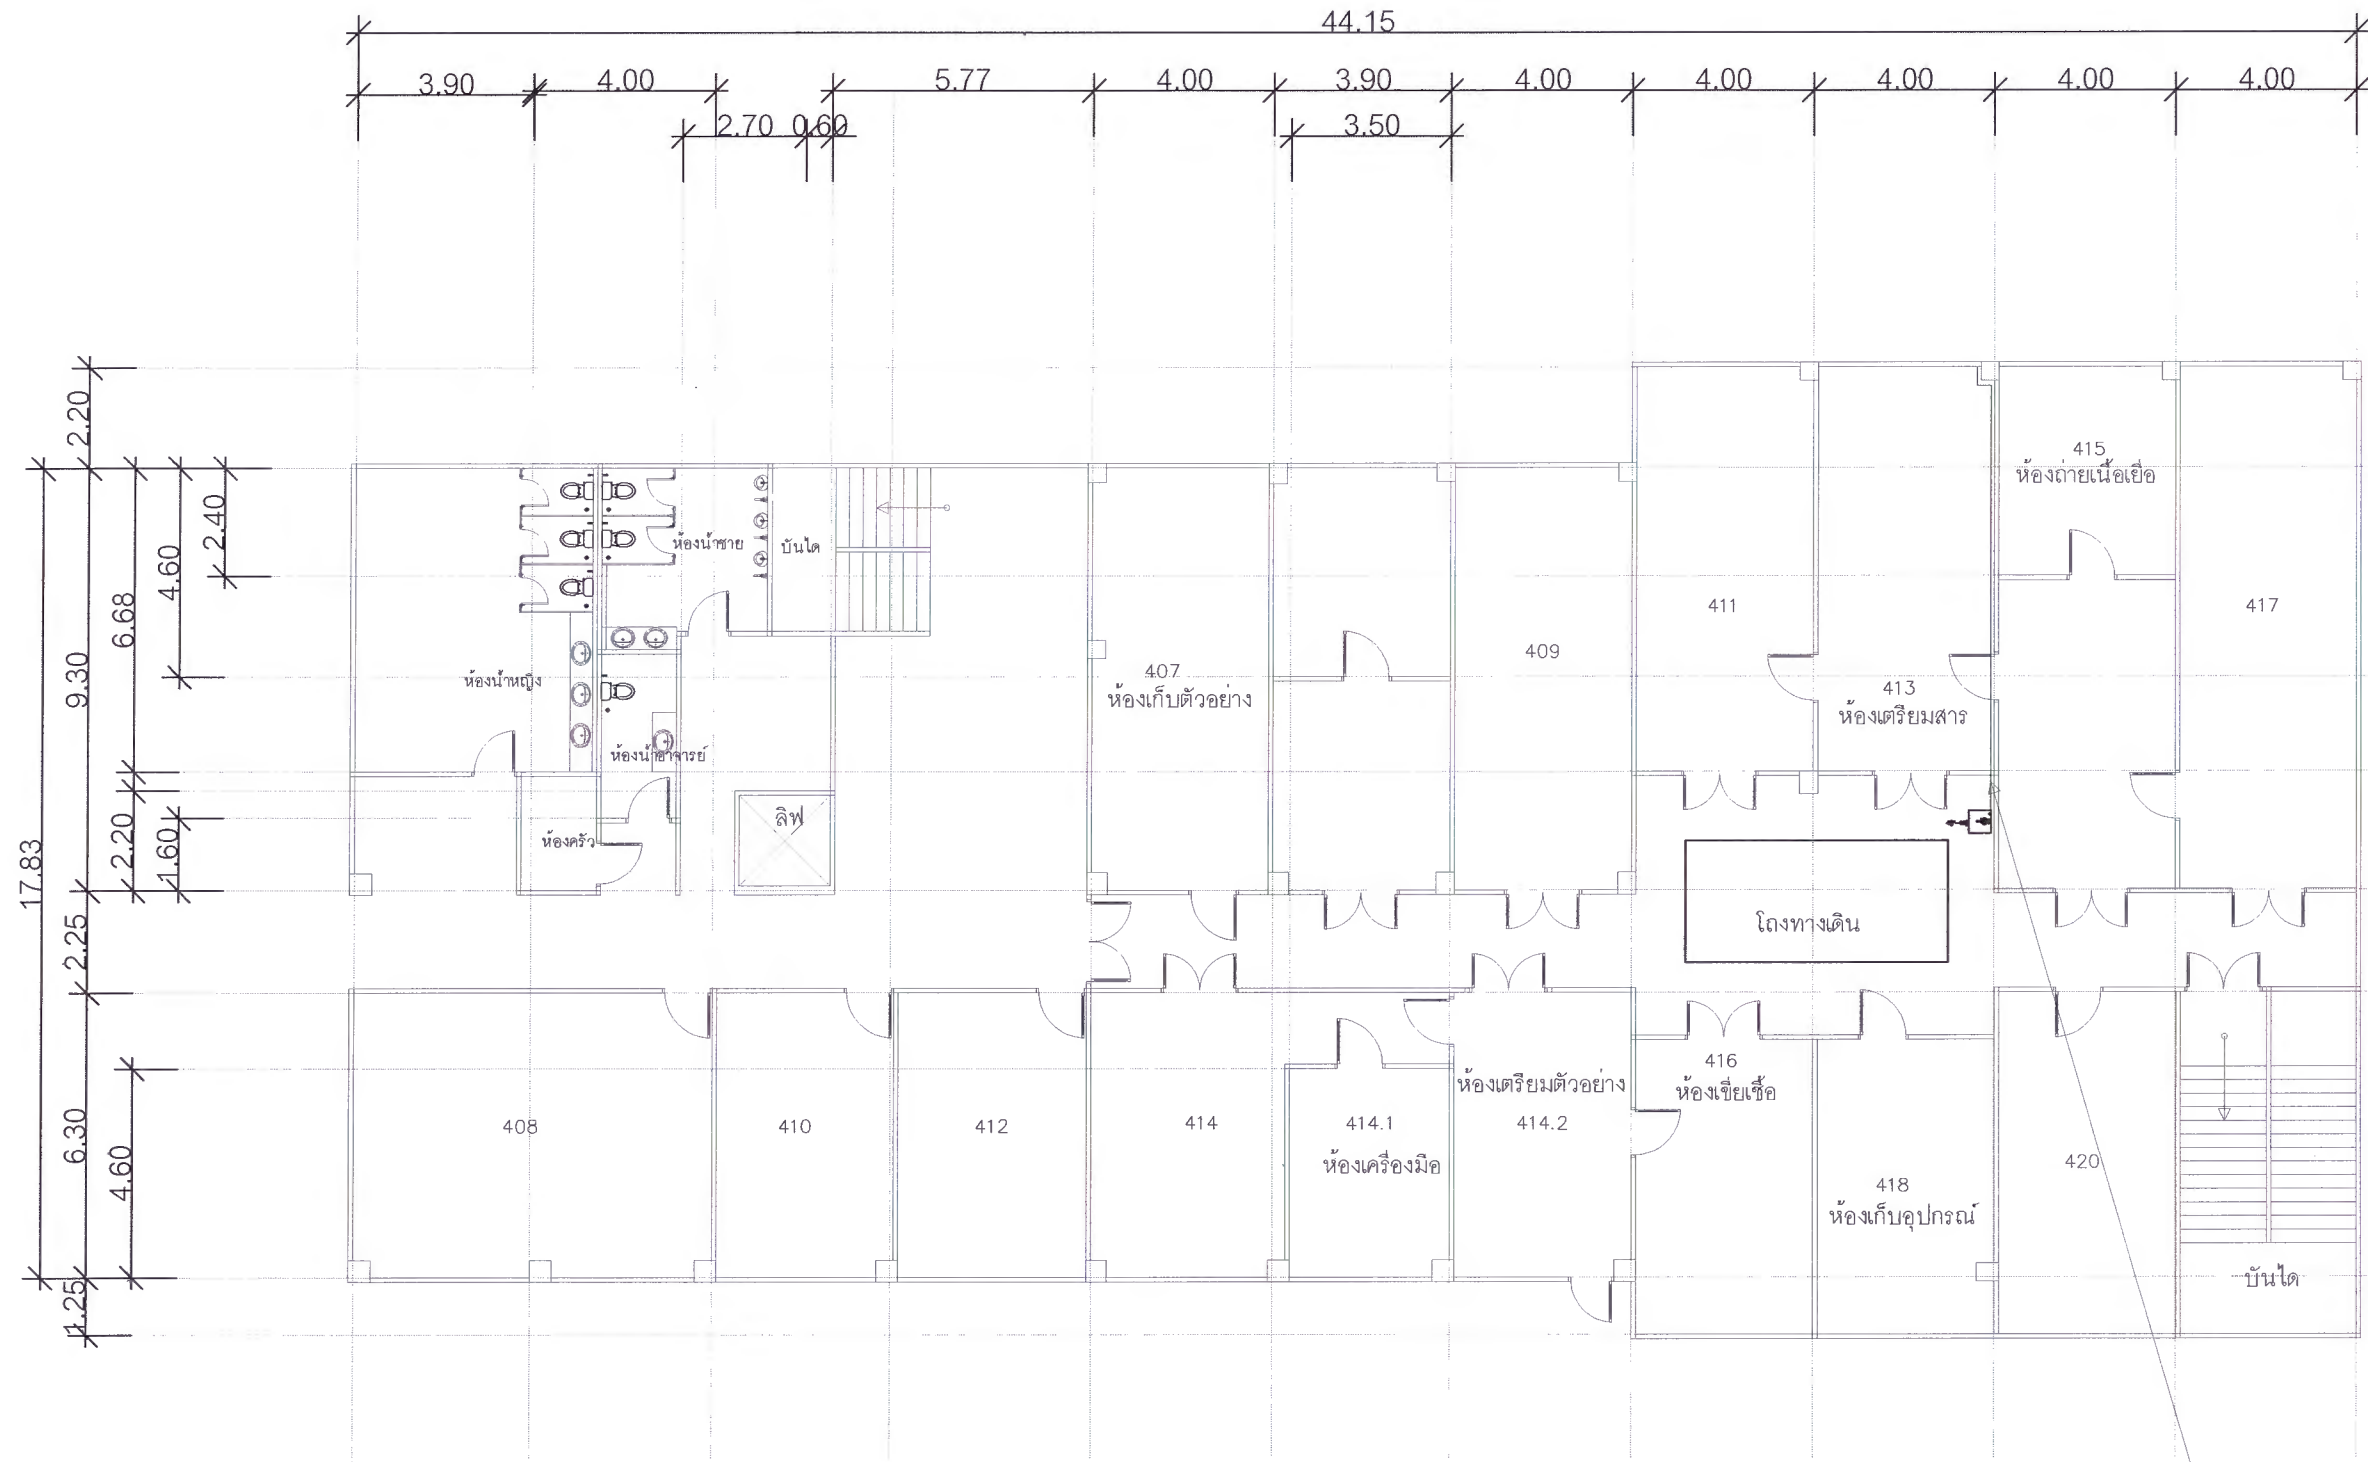 44.15
3.90
4.00
5.77
4.00
3.90
4.00
4.00
4.00
4.00
4.00
2.70
0.60
3.50
2.20
2.40
4.60
6.68
9.30
17.83
2.20
1.60
2.25
6.30
4.60
1.25
ห้องน้ำชาย
บันได
ห้องน้ำหญิง
ห้องน้ำอาจารย์
ห้องครัว
ลิฟ
407
ห้องเก็บตัวอย่าง
409
411
413
ห้องเตรียมสาร
415
ห้องถ่ายเนื้อเยื่อ
417
โถงทางเดิน
408
410
412
414
414.1
ห้องเครื่องมือ
ห้องเตรียมตัวอย่าง
414.2
416
ห้องเขี่ยเชื้อ
418
ห้องเก็บอุปกรณ์
420
บันได